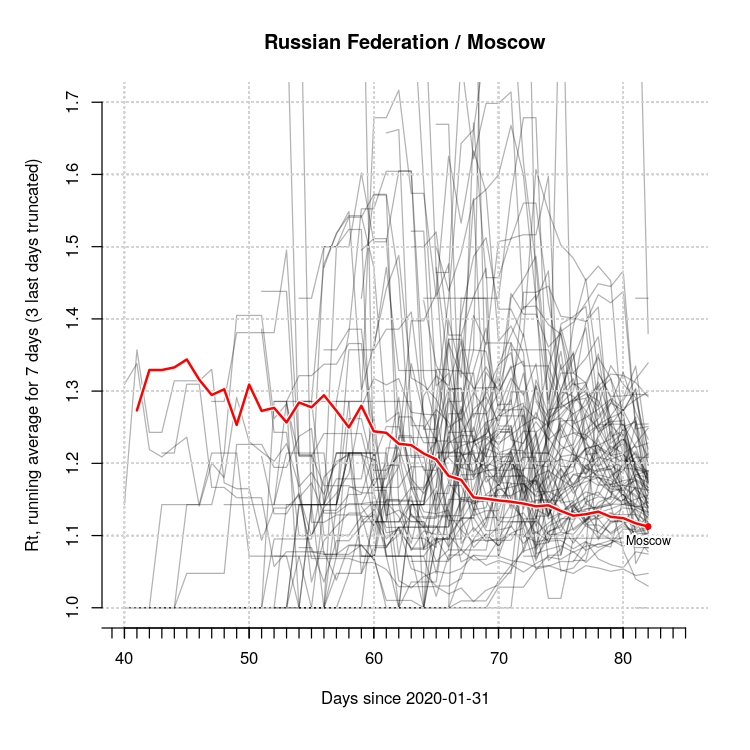 Russian Federation / Moscow
Rt, running average for 7 days (3 last days truncated)
1.7
1.6
1.5
1.4
1.3
1.2
1.1
1.0
Moscow
40 50 60 70 80
Days since 2020-01-31